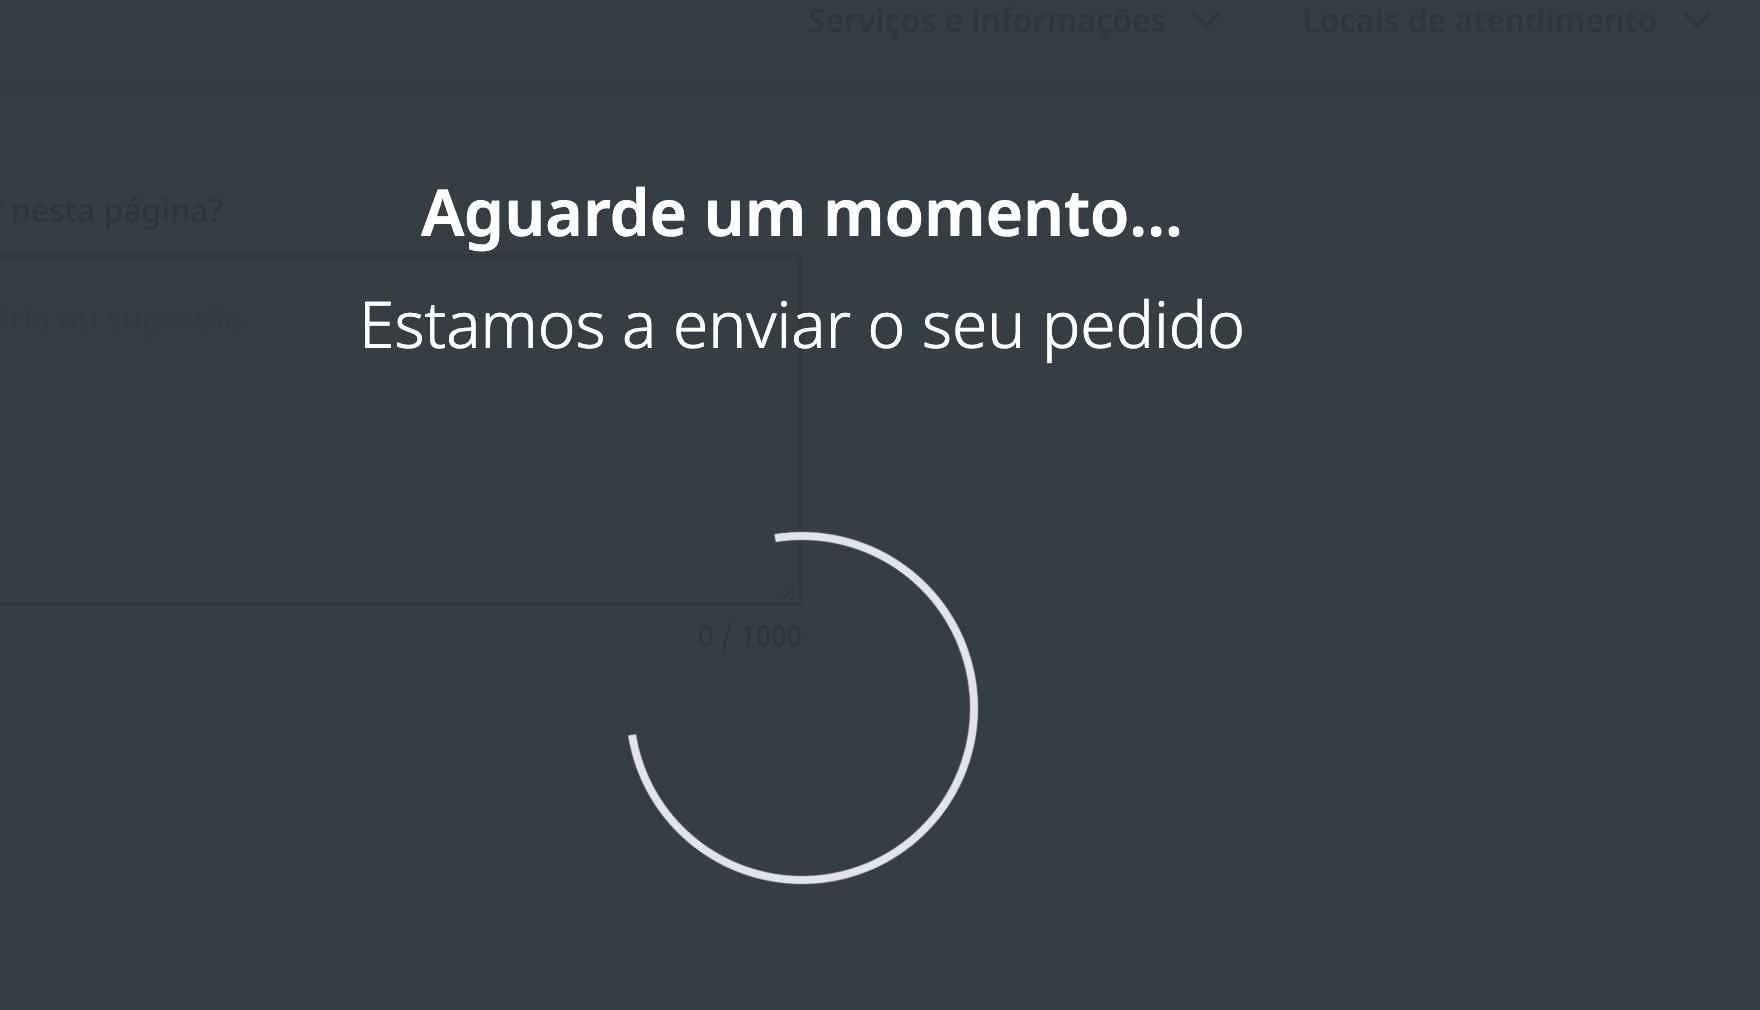 Serviços e informações
Locais de atendimento
nesta página?
Aguarde um momento...
ário ou sugestão
Estamos a enviar o seu pedido
0 / 1000